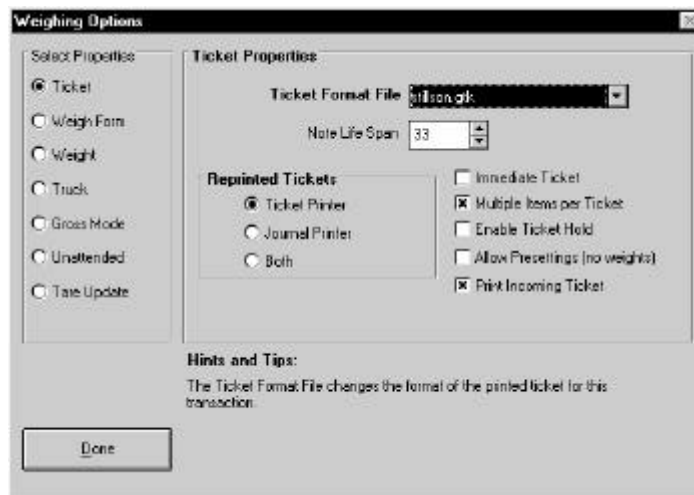 Weighing Options
Select Properties
Ticket
Weigh Form
Weight
Truck
Gross Mode
Unattended
Tare Update
Ticket Properties
Ticket Format File stillson.gtk
Note Life Span 33
Reprinted Tickets
Ticket Printer
Journal Printer
Both
Immediate Ticket
Multiple Items per Ticket
Enable Ticket Hold
Allow Presettings (no weights)
Print Incoming Ticket
Hints and Tips:
The Ticket Format File changes the format of the printed ticket for this
transaction.
Done